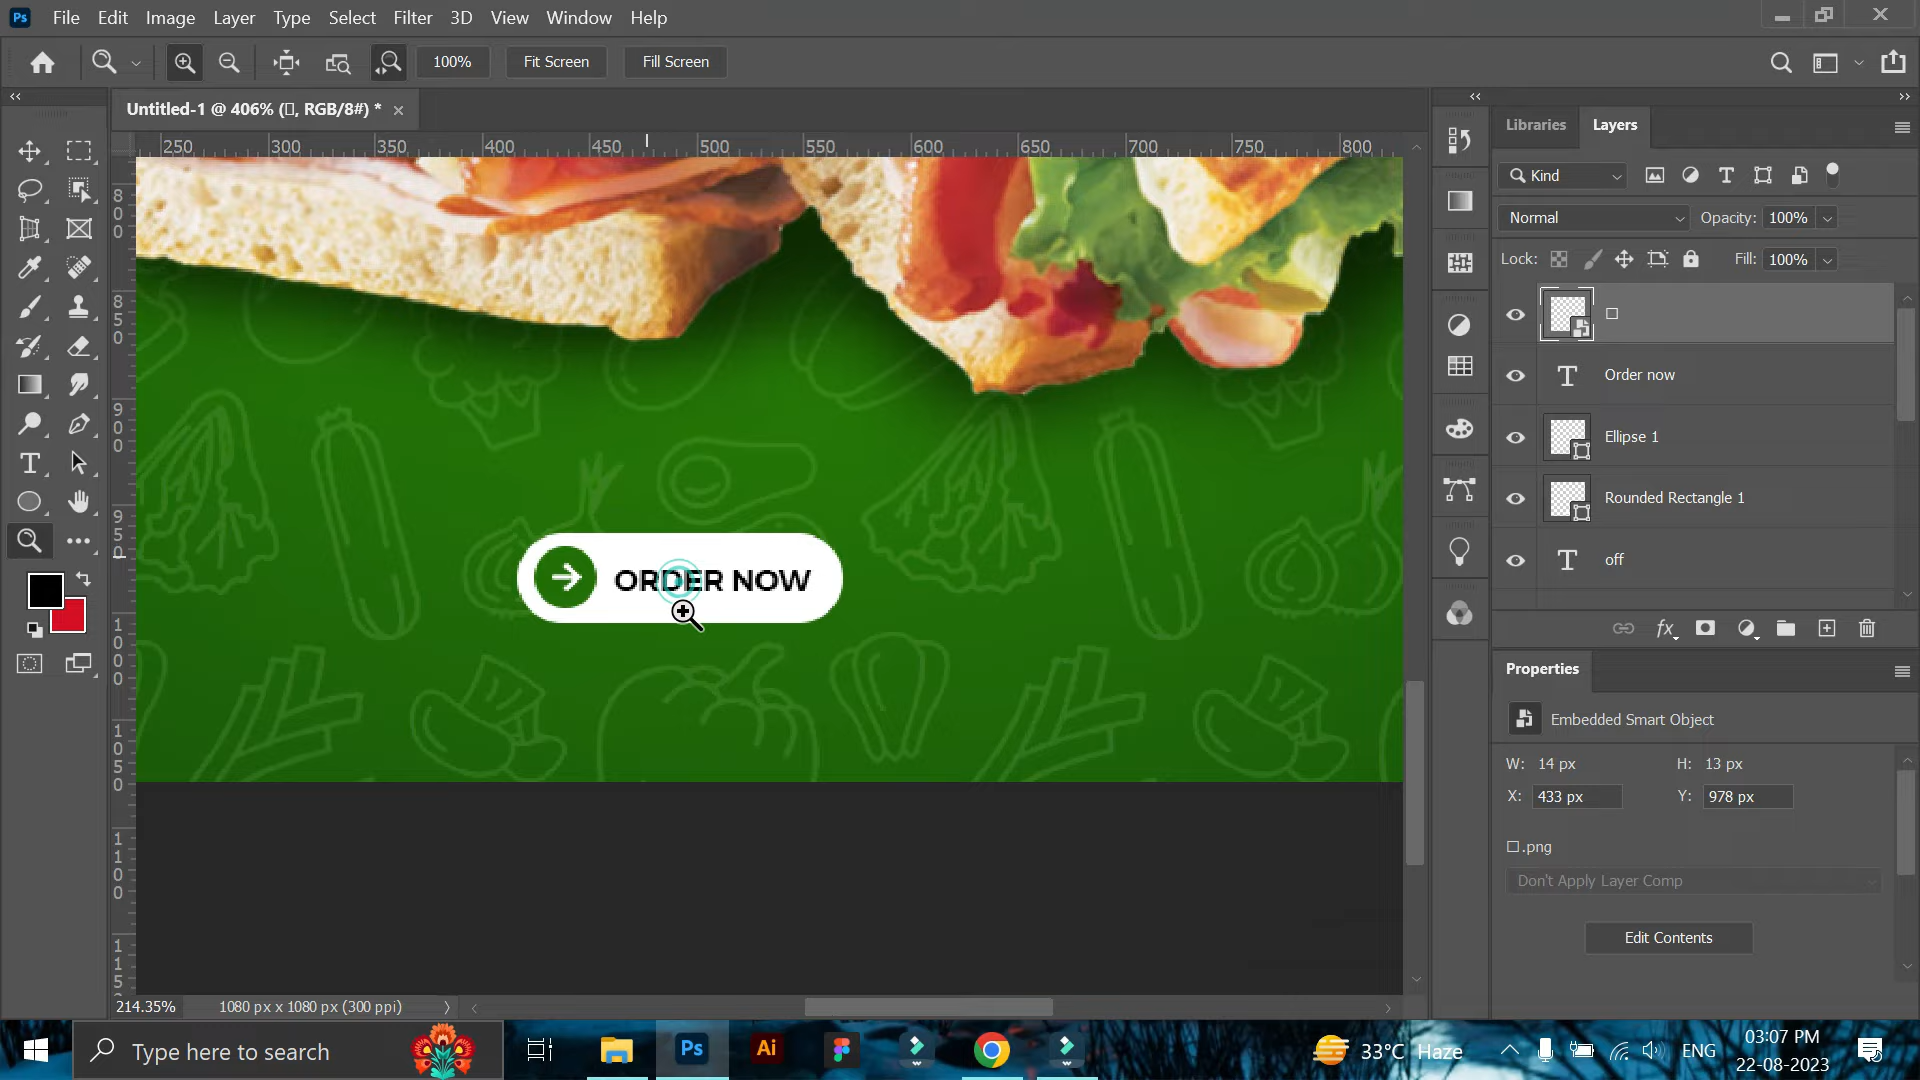 Ps File Edit Image Layer Type Select Filter 3D View Window Help
100% Fit Screen Fill Screen
Untitled-1 @ 406% (▯, RGB/8#) *
Libraries Layers
250 300 350 400 450 500 550 600 650 700 750 800
Kind
800
Normal Opacity: 100%
Lock: Fill: 100%
850
Order now
900
Ellipse 1
950
Rounded Rectangle 1
off
ORDER NOW
1000
Properties
Embedded Smart Object
1050
W: 14 px H: 13 px
X: 433 px Y: 978 px
1100
☐.png
Don't Apply Layer Comp
Edit Contents
115
214.35% 1080 px x 1080 px (300 ppi)
Type here to search
Ps
Ai
33°C Haze
ENG
03:07 PM
22-08-2023